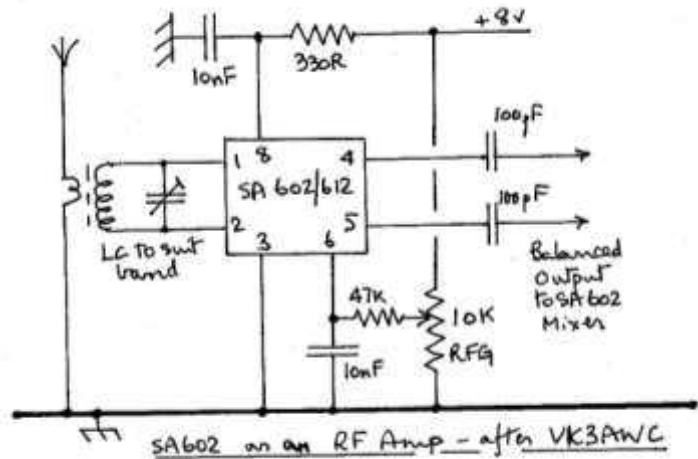 +8V
10nF
330R
100pF
1 8 4
SA 602/612
2 3 6 5
100pF
LC to suit
band
47K
10K
RFG
10nF
Balanced
Output
to SA602
Mixer
SA602 as an RF Amp - after VK3AWC